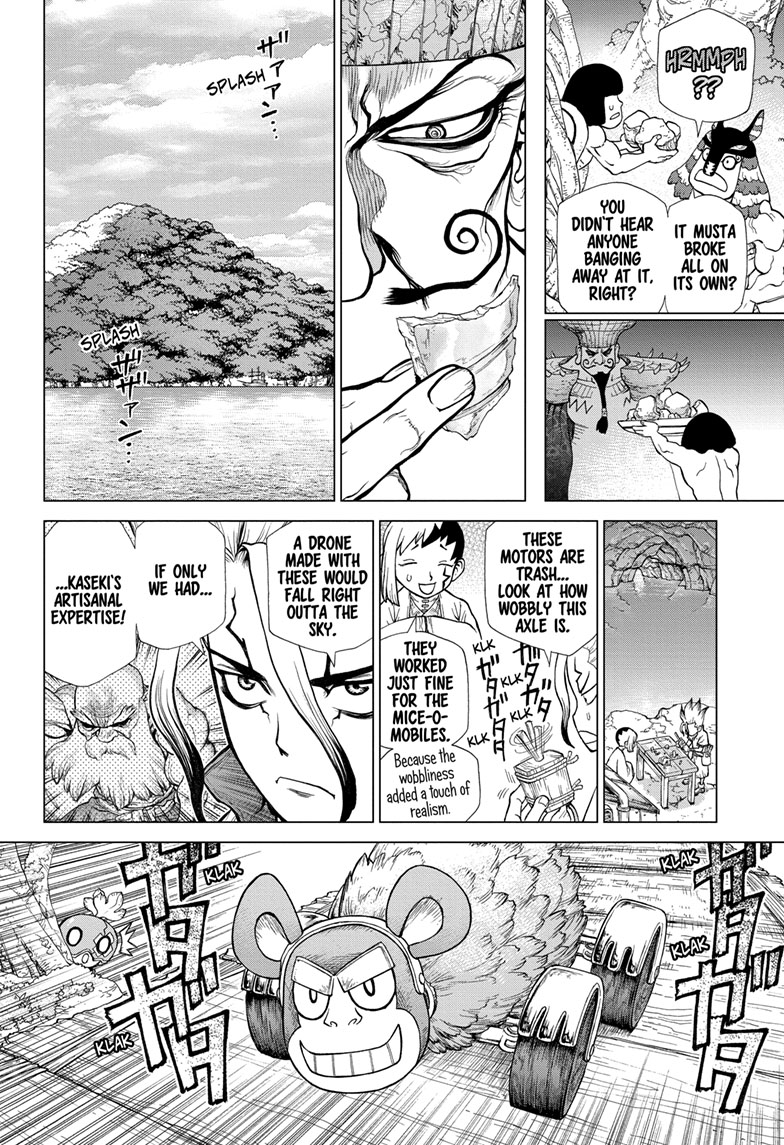 HRMMPH
??
IT MUSTA
BROKE
ALL ON
ITS OWN?
YOU
DIDN'T HEAR
ANYONE
BANGING
AWAY AT IT,
RIGHT?
ザァァン…
SPLASH
SPLASH
ザザァン…
THESE
MOTORS ARE
TRASH...
LOOK AT HOW
WOBBLY THIS
AXLE IS.
KLK
KLK
KLK
KLK
ガタガタ
ガタ
THEY
WORKED
JUST FINE
FOR THE
MICE-O-
MOBILES.
Because the
wobbliness
added a touch of
realism.
A DRONE
MADE WITH
THESE WOULD
FALL RIGHT
OUTTA THE
SKY.
IF ONLY
WE HAD...
...KASEKI'S
ARTISANAL
EXPERTISE!
KLAK
KLAK
ガタガタ
KLAK
KLAK
ガタガタ